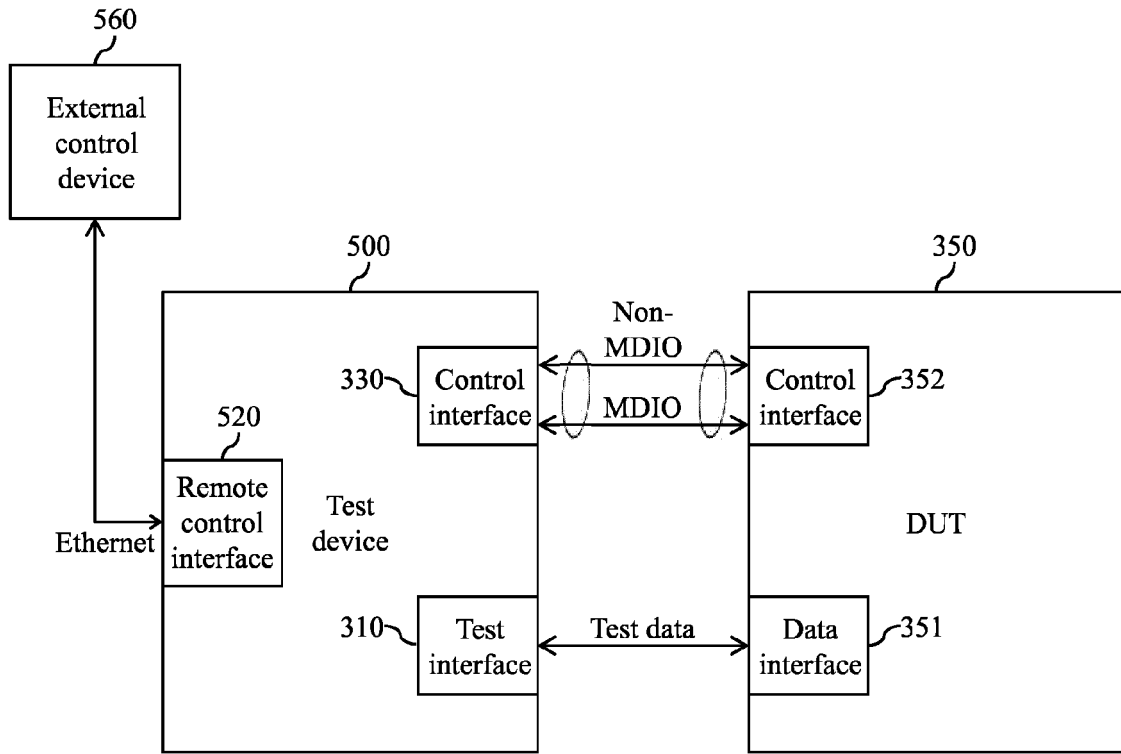 560
External
control
device
500
350
Non-
MDIO
330
Control
interface
MDIO
Control
interface
352
520
Remote
control
interface
Test
device
DUT
Ethernet
310
Test
interface
Test data
Data
interface
351